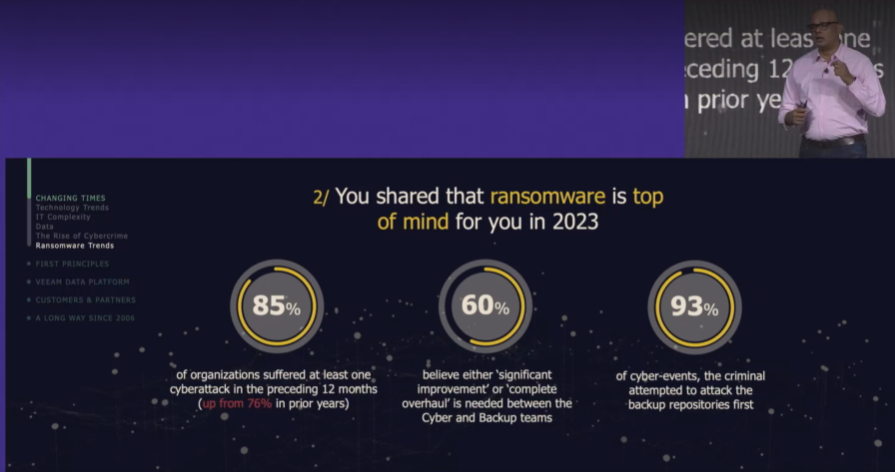 ered at leas
ne
ceding 12
s
prior ye
CHANGING TIMES
Technology Trends
IT Complexity
Data
The Rise of Cybercrime
Ransomware Trends
FIRST PRINCIPLES
VEEAM DATA PLATFORM
CUSTOMERS & PARTNERS
A LONG WAY SINCE 2006
2/ You shared that ransomware is top
of mind for you in 2023
85%
of organizations suffered at least one
cyberattack in the preceding 12 months
(up from 76% in prior years)
60%
believe either ‘significant
improvement’ or ‘complete
overhaul’ is needed between the
Cyber and Backup teams
93%
of cyber-events, the criminal
attempted to attack the
backup repositories first